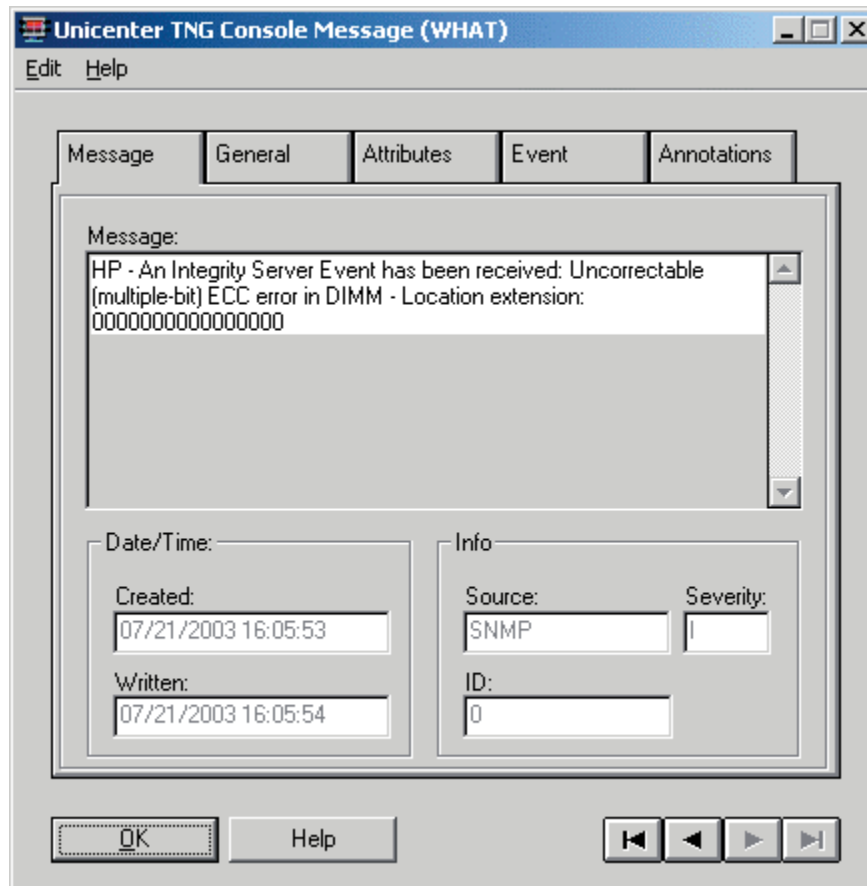 Unicenter TNG Console Message (WHAT)
Edit Help
Message General Attributes Event Annotations
Message:
HP - An Integrity Server Event has been received: Uncorrectable
(multiple-bit) ECC error in DIMM - Location extension:
0000000000000000
Date/Time: Info
Created: Source: Severity:
07/21/2003 16:05:53 SNMP I
Written: ID:
07/21/2003 16:05:54 0
OK Help